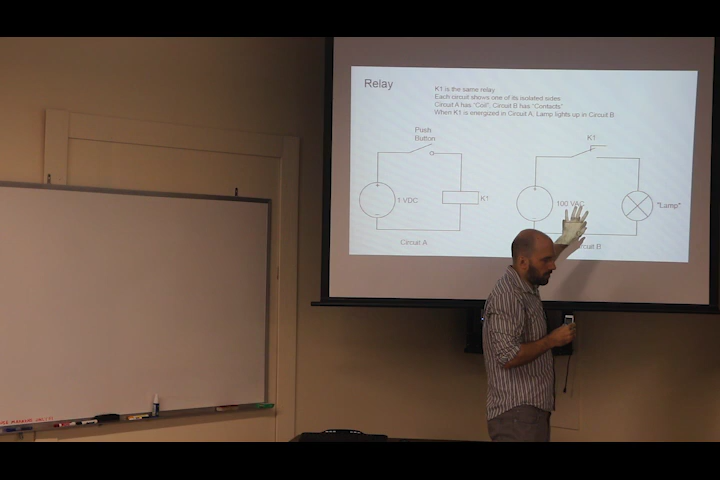 Relay
K1 is the same relay
Each circuit shows one of its isolated sides
Circuit A has "Coil", Circuit B has "Contacts"
When K1 is energized in Circuit A, Lamp lights up in Circuit B.
Push
Button
1 VDC
K1
Circuit A
K1
100 VAC
"Lamp"
B